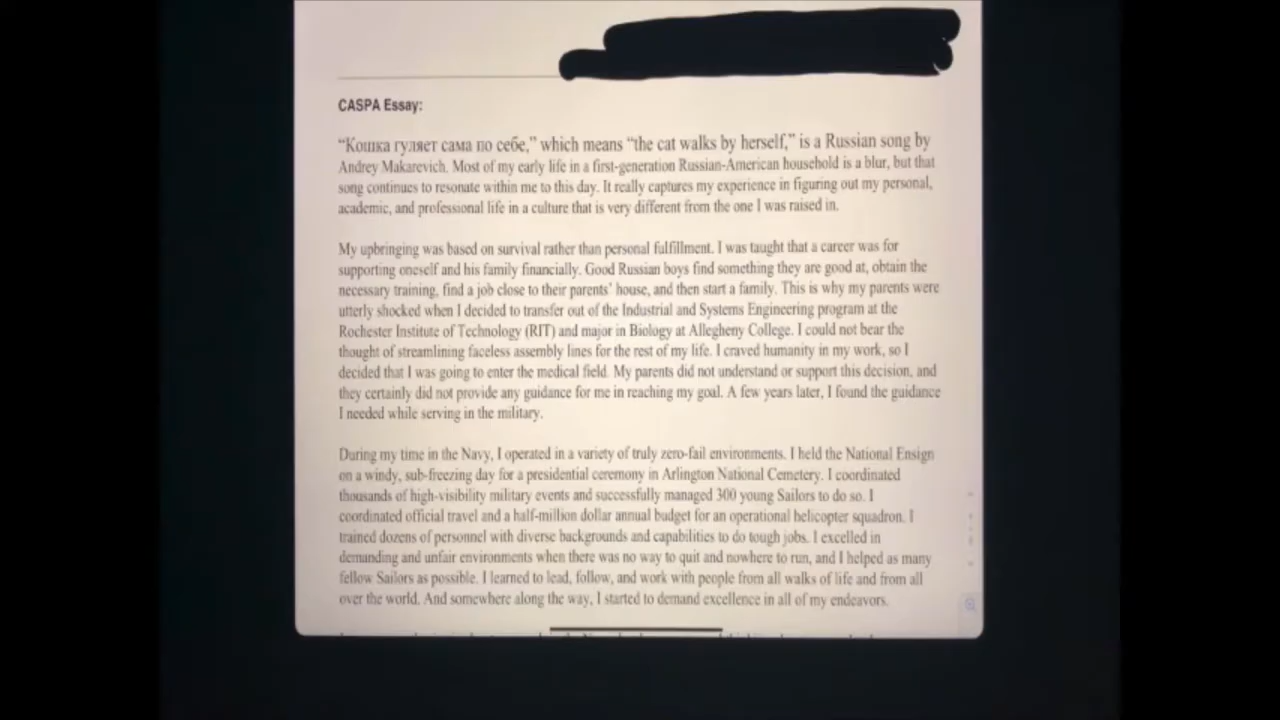 CASPA Essay:
“Кошка гуляет сама по себе,” which means “the cat walks by herself,” is a Russian song by
Andrey Makarevich. Most of my early life in a first-generation Russian-American household is a blur, but that
song continues to resonate within me to this day. It really captures my experience in figuring out my personal,
academic, and professional life in a culture that is very different from the one I was raised in.
My upbringing was based on survival rather than personal fulfillment. I was taught that a career was for
supporting oneself and his family financially. Good Russian boys find something they are good at, obtain the
necessary training, find a job close to their parents’ house, and then start a family. This is why my parents were
utterly shocked when I decided to transfer out of the Industrial and Systems Engineering program at the
Rochester Institute of Technology (RIT) and major in Biology at Allegheny College. I could not bear the
thought of streamlining faceless assembly lines for the rest of my life. I craved humanity in my work, so I
decided that I was going to enter the medical field. My parents did not understand or support this decision, and
they certainly did not provide any guidance for me in reaching my goal. A few years later, I found the guidance
I needed while serving in the military.
During my time in the Navy, I operated in a variety of truly zero-fail environments. I held the National Ensign
on a windy, sub-freezing day for a presidential ceremony in Arlington National Cemetery. I coordinated
thousands of high-visibility military events and successfully managed 300 young Sailors to do so. I
coordinated official travel and a half-million dollar annual budget for an operational helicopter squadron. I
trained dozens of personnel with diverse backgrounds and capabilities to do tough jobs. I excelled in
demanding and unfair environments when there was no way to quit and nowhere to run, and I helped as many
fellow Sailors as possible. I learned to lead, follow, and work with people from all walks of life and from all
over the world. And somewhere along the way, I started to demand excellence in all of my endeavors.